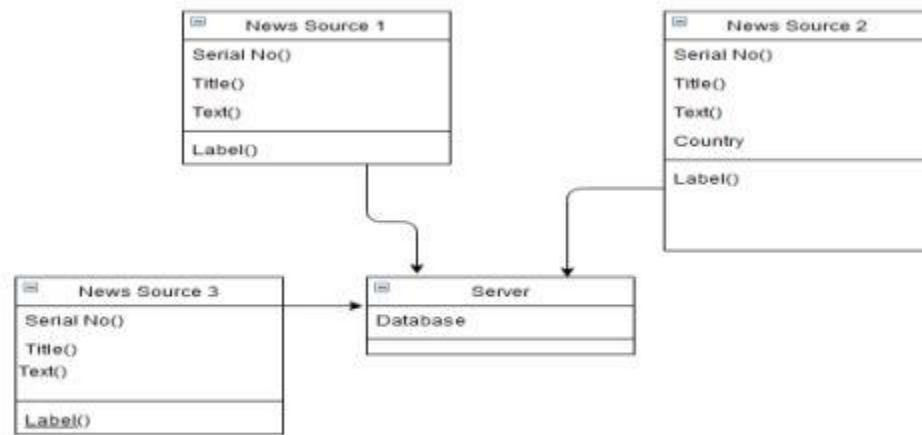 News Source 1
Serial No()
Title()
Text()
Label()
News Source 2
Serial No()
Title()
Text()
Country
Label()
News Source 3
Serial No()
Title()
Text()
Label()
Server
Database